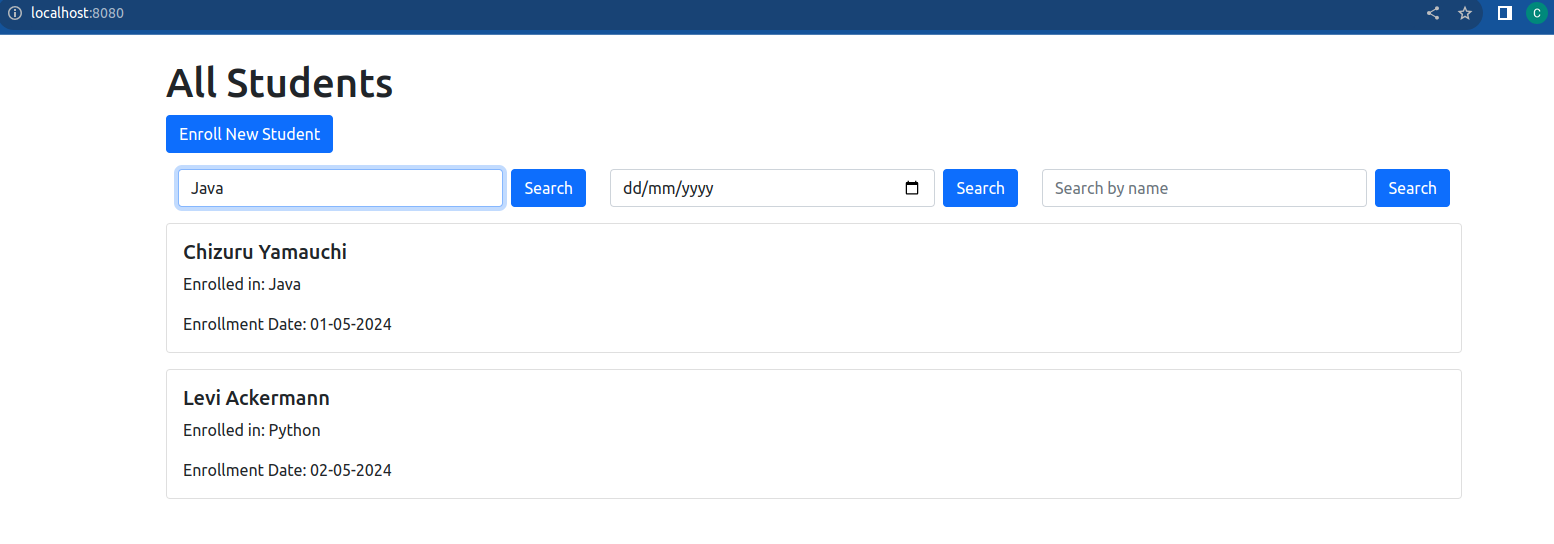 localhost:8080
C
All Students
Enroll New Student
Java Search dd/mm/yyyy Search Search by name Search
Chizuru Yamauchi
Enrolled in: Java
Enrollment Date: 01-05-2024
Levi Ackermann
Enrolled in: Python
Enrollment Date: 02-05-2024